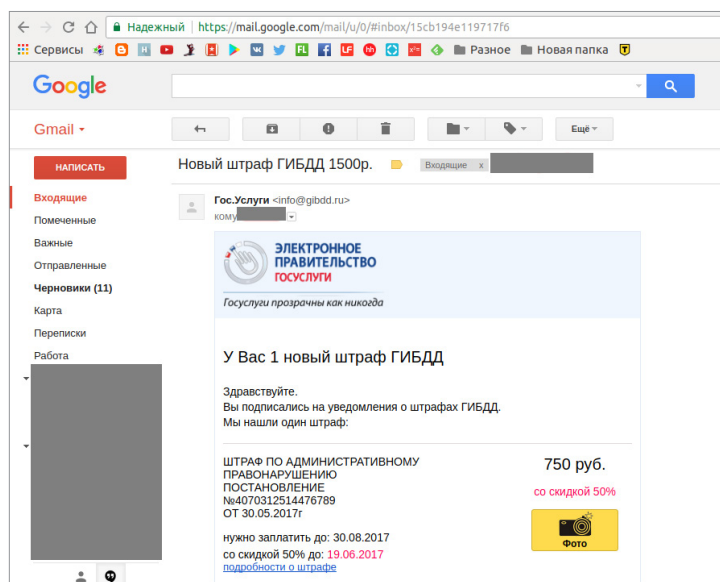 Надежный https://mail.google.com/mail/u/0/#inbox/15cb194e119717f6
Сервисы Разное Новая папка
Google
Gmail
Ещё
НАПИСАТЬ
Новый штраф ГИБДД 1500р. Входящие x
Входящие
Помеченные
Важные
Отправленные
Черновики (11)
Карта
Переписки
Работа
Гос.Услуги <info@gibdd.ru>
кому
ЭЛЕКТРОННОЕ
ПРАВИТЕЛЬСТВО
ГОСУСЛУГИ
Госуслуги прозрачны как никогда
У Вас 1 новый штраф ГИБДД
Здравствуйте.
Вы подписались на уведомления о штрафах ГИБДД.
Мы нашли один штраф:
ШТРАФ ПО АДМИНИСТРАТИВНОМУ
ПРАВОНАРУШЕНИЮ
ПОСТАНОВЛЕНИЕ
№4070312514476789
ОТ 30.05.2017г
нужно заплатить до: 30.08.2017
со скидкой 50% до: 19.06.2017
подробности о штрафе
750 руб.
со скидкой 50%
Фото